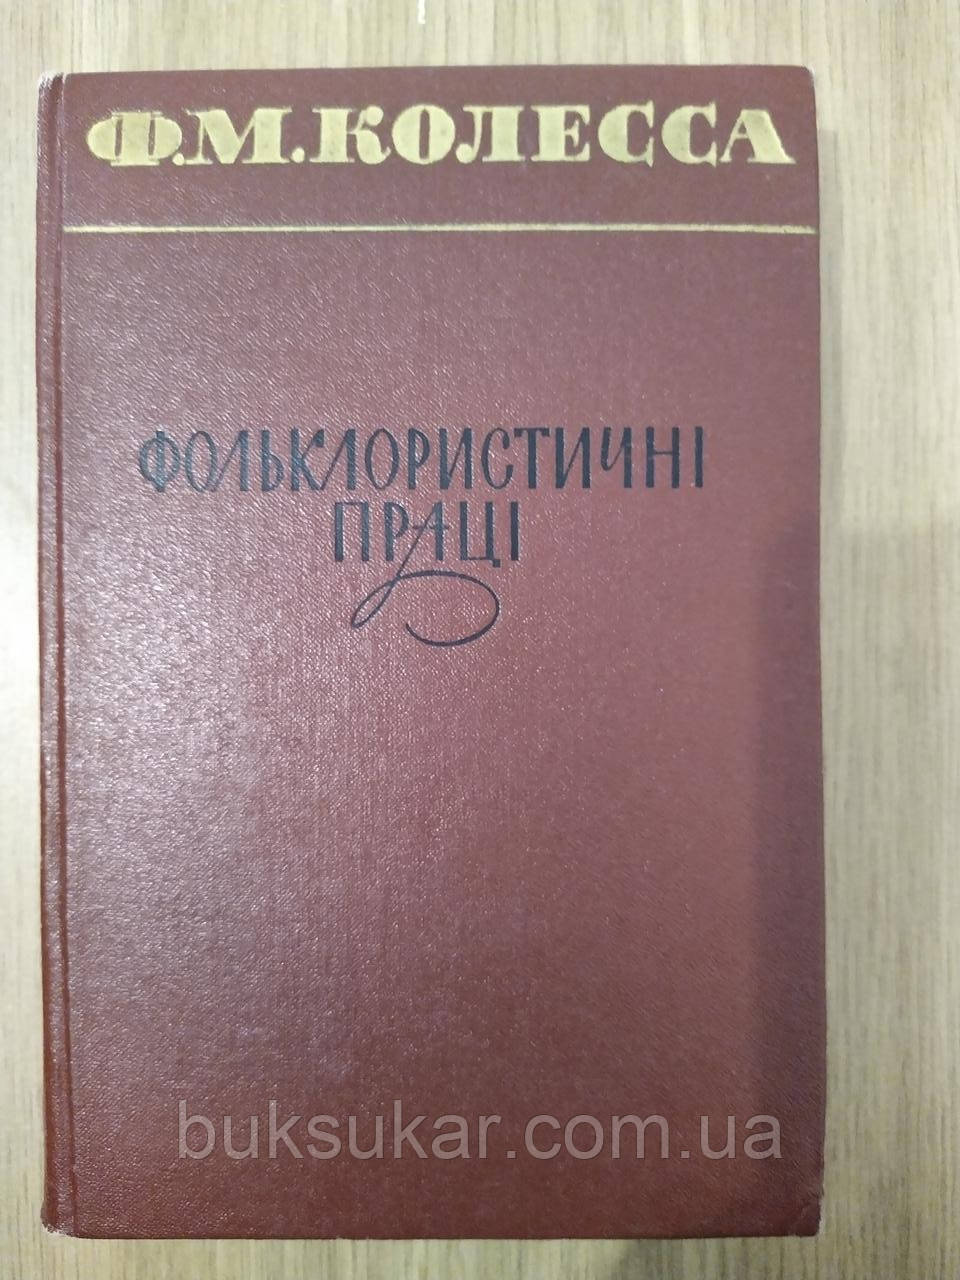 Ф.М.КОЛЕССА
ФОЛЬКЛОРИСТИЧНІ
ПРАЦІ
buksukar.com.ua